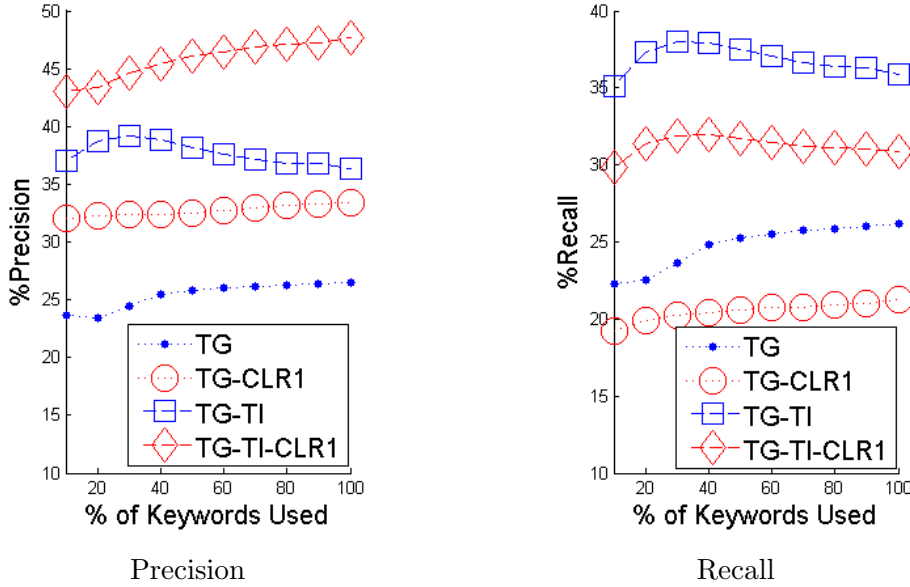 50
45
40
35
30
25
20
15
10
%Precision
TG
TG-CLR1
TG-TI
TG-TI-CLR1
20 40 60 80 100
% of Keywords Used
Precision
40
35
30
25
20
15
10
%Recall
TG
TG-CLR1
TG-TI
TG-TI-CLR1
20 40 60 80 100
% of Keywords Used
Recall